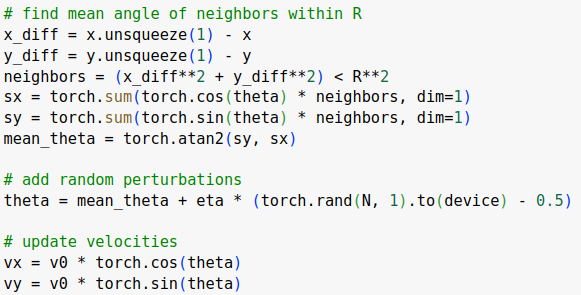 # find mean angle of neighbors within R
x_diff = x.unsqueeze(1) - x
y_diff = y.unsqueeze(1) - y
neighbors = (x_diff**2 + y_diff**2) < R**2
sx = torch.sum(torch.cos(theta) * neighbors, dim=1)
sy = torch.sum(torch.sin(theta) * neighbors, dim=1)
mean_theta = torch.atan2(sy, sx)

# add random perturbations
theta = mean_theta + eta * (torch.rand(N, 1).to(device) - 0.5)

# update velocities
vx = v0 * torch.cos(theta)
vy = v0 * torch.sin(theta)